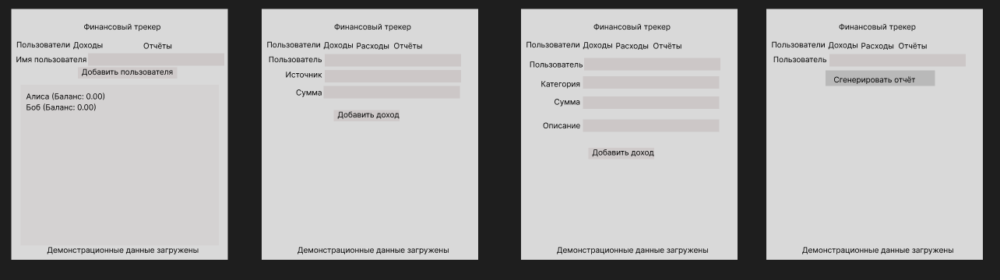 Финансовый трекер
Пользователи Доходы Отчёты
Имя пользователя
Добавить пользователя
Алиса (Баланс: 0.00)
Боб (Баланс: 0.00)
Демонстрационные данные загружены
Финансовый трекер
Пользователи Доходы Расходы Отчёты
Пользователь
Источник
Сумма
Добавить доход
Демонстрационные данные загружены
Финансовый трекер
Пользователи Доходы Расходы Отчёты
Пользователь
Категория
Сумма
Описание
Добавить доход
Демонстрационные данные загружены
Финансовый трекер
Пользователи Доходы Расходы Отчёты
Пользователь
Сгенерировать отчёт
Демонстрационные данные загружены